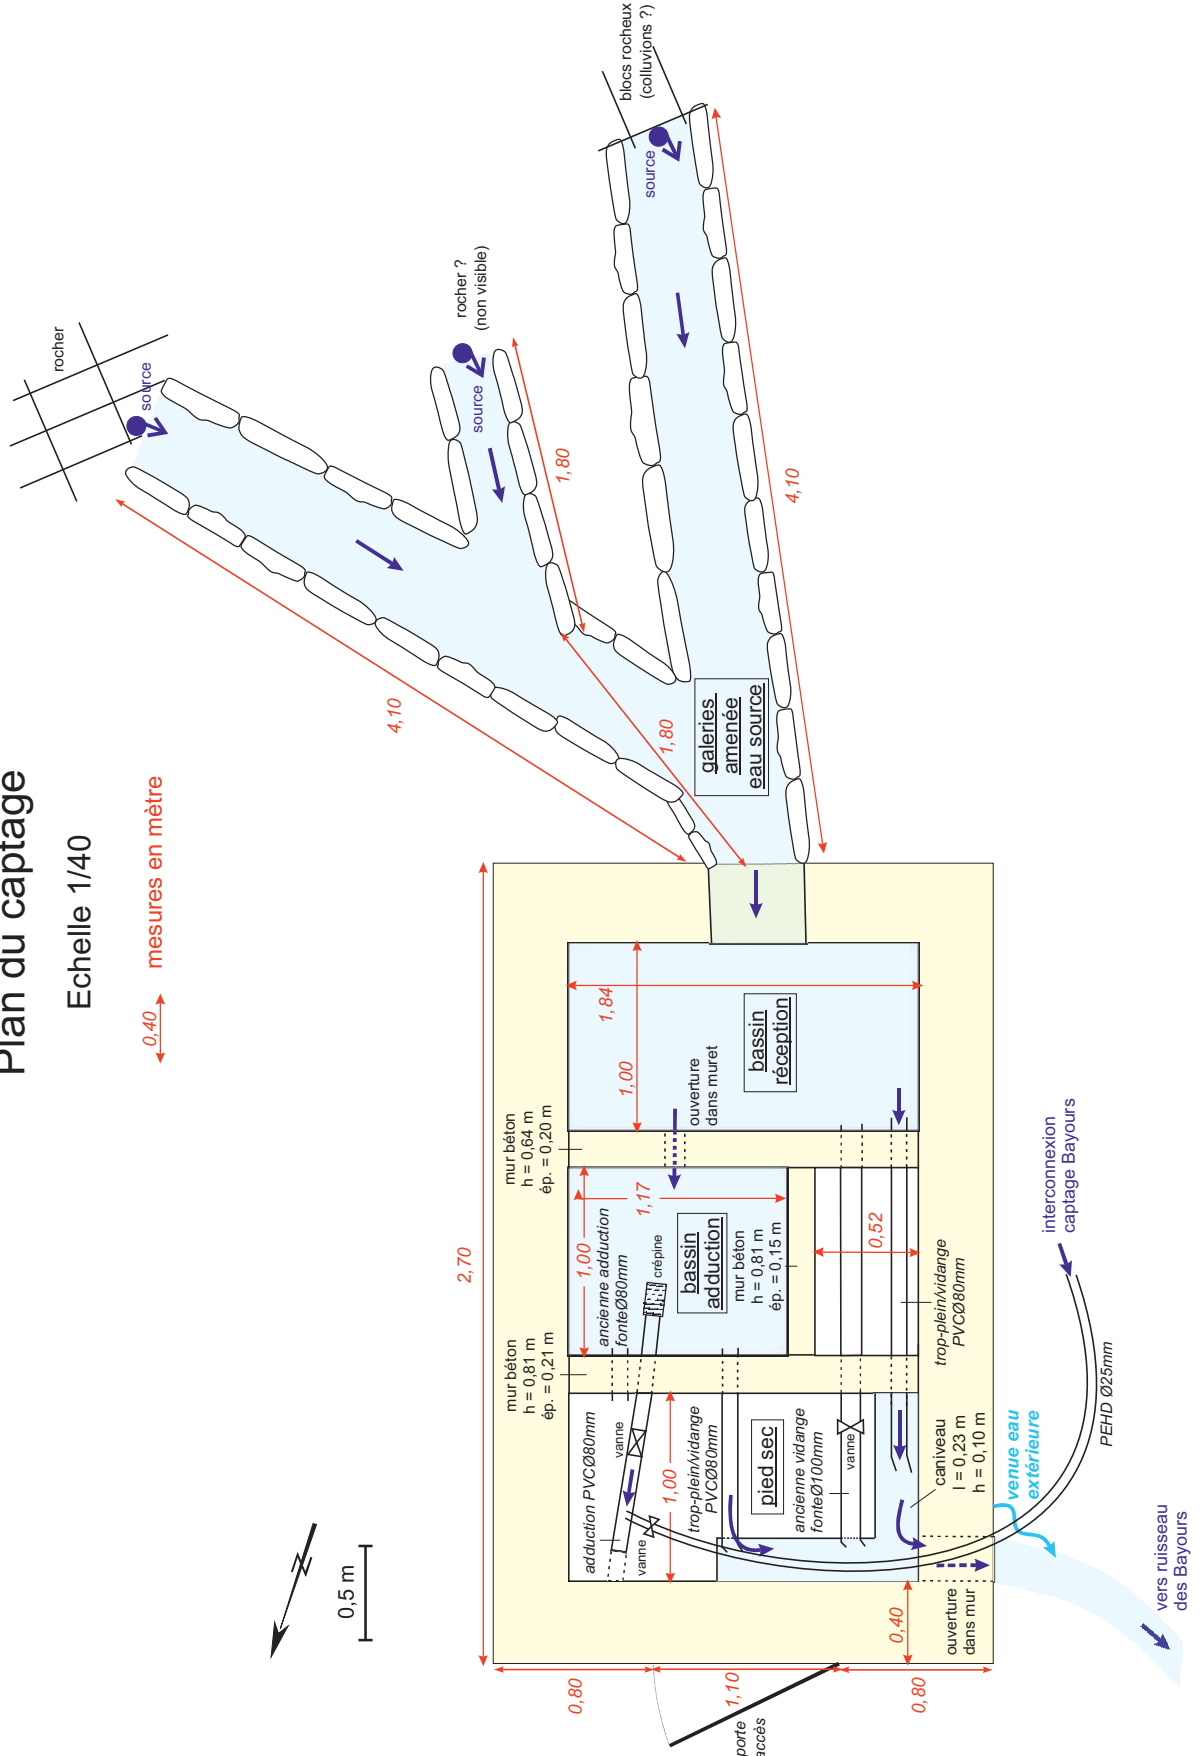 Plan du captage
Echelle 1/40
0,40
mesures en mètre
rocher
source
rocher ?
(non visible)
source
blocs rocheux
(colluvions ?)
source
4,10
1,80
1,80
4,10
galeries
amenée
eau source
2,70
1,84
1,00
bassin
réception
ouverture
dans muret
mur béton
h = 0,64 m
ép. = 0,20 m
1,17
1,00
ancienne adduction
fonteØ80mm
crépine
bassin
adduction
mur béton
h = 0,81 m
ép. = 0,15 m
0,52
trop-plein/vidange
PVCØ80mm
mur béton
h = 0,81 m
ép. = 0,21 m
adduction PVCØ80mm
vanne
vanne
1,00
trop-plein/vidange
PVCØ80mm
pied sec
ancienne vidange
fonteØ100mm
vanne
caniveau
l = 0,23 m
h = 0,10 m
venue eau
extérieure
PEHD Ø25mm
interconnexion
captage Bayours
vers ruisseau
des Bayours
ouverture
dans mur
0,40
0,80
1,10
0,80
porte
accès
0,5 m